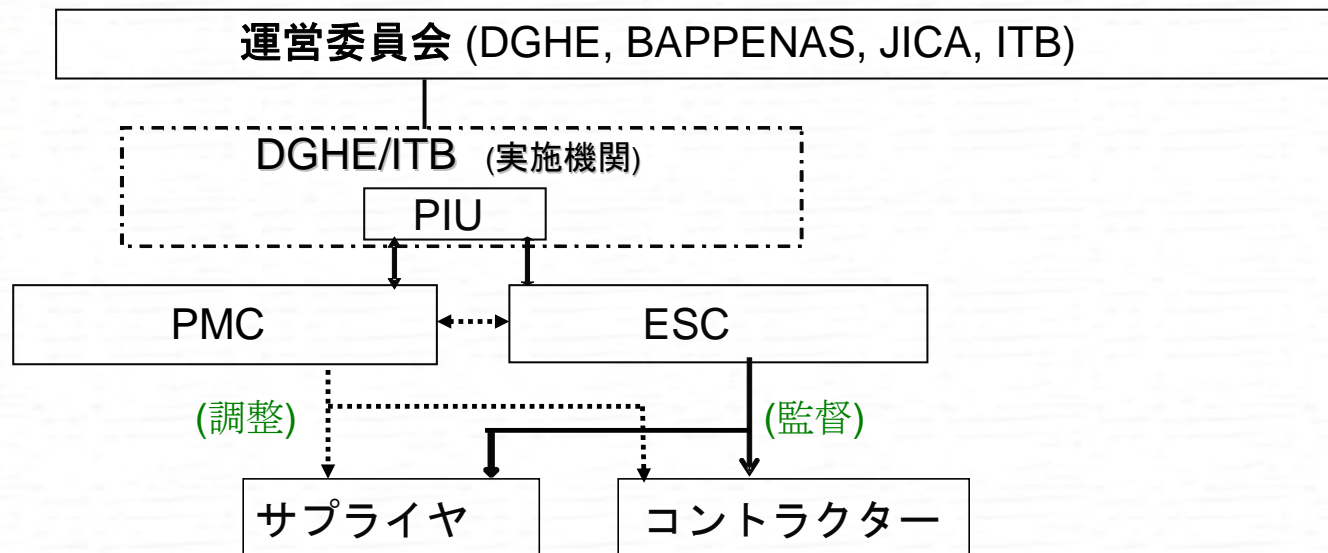 運営委員会 (DGHE, BAPPENAS, JICA, ITB)
DGHE/ITB (実施機関)
PIU
PMC
ESC
(調整)
(監督)
サプライヤ
コントラクター